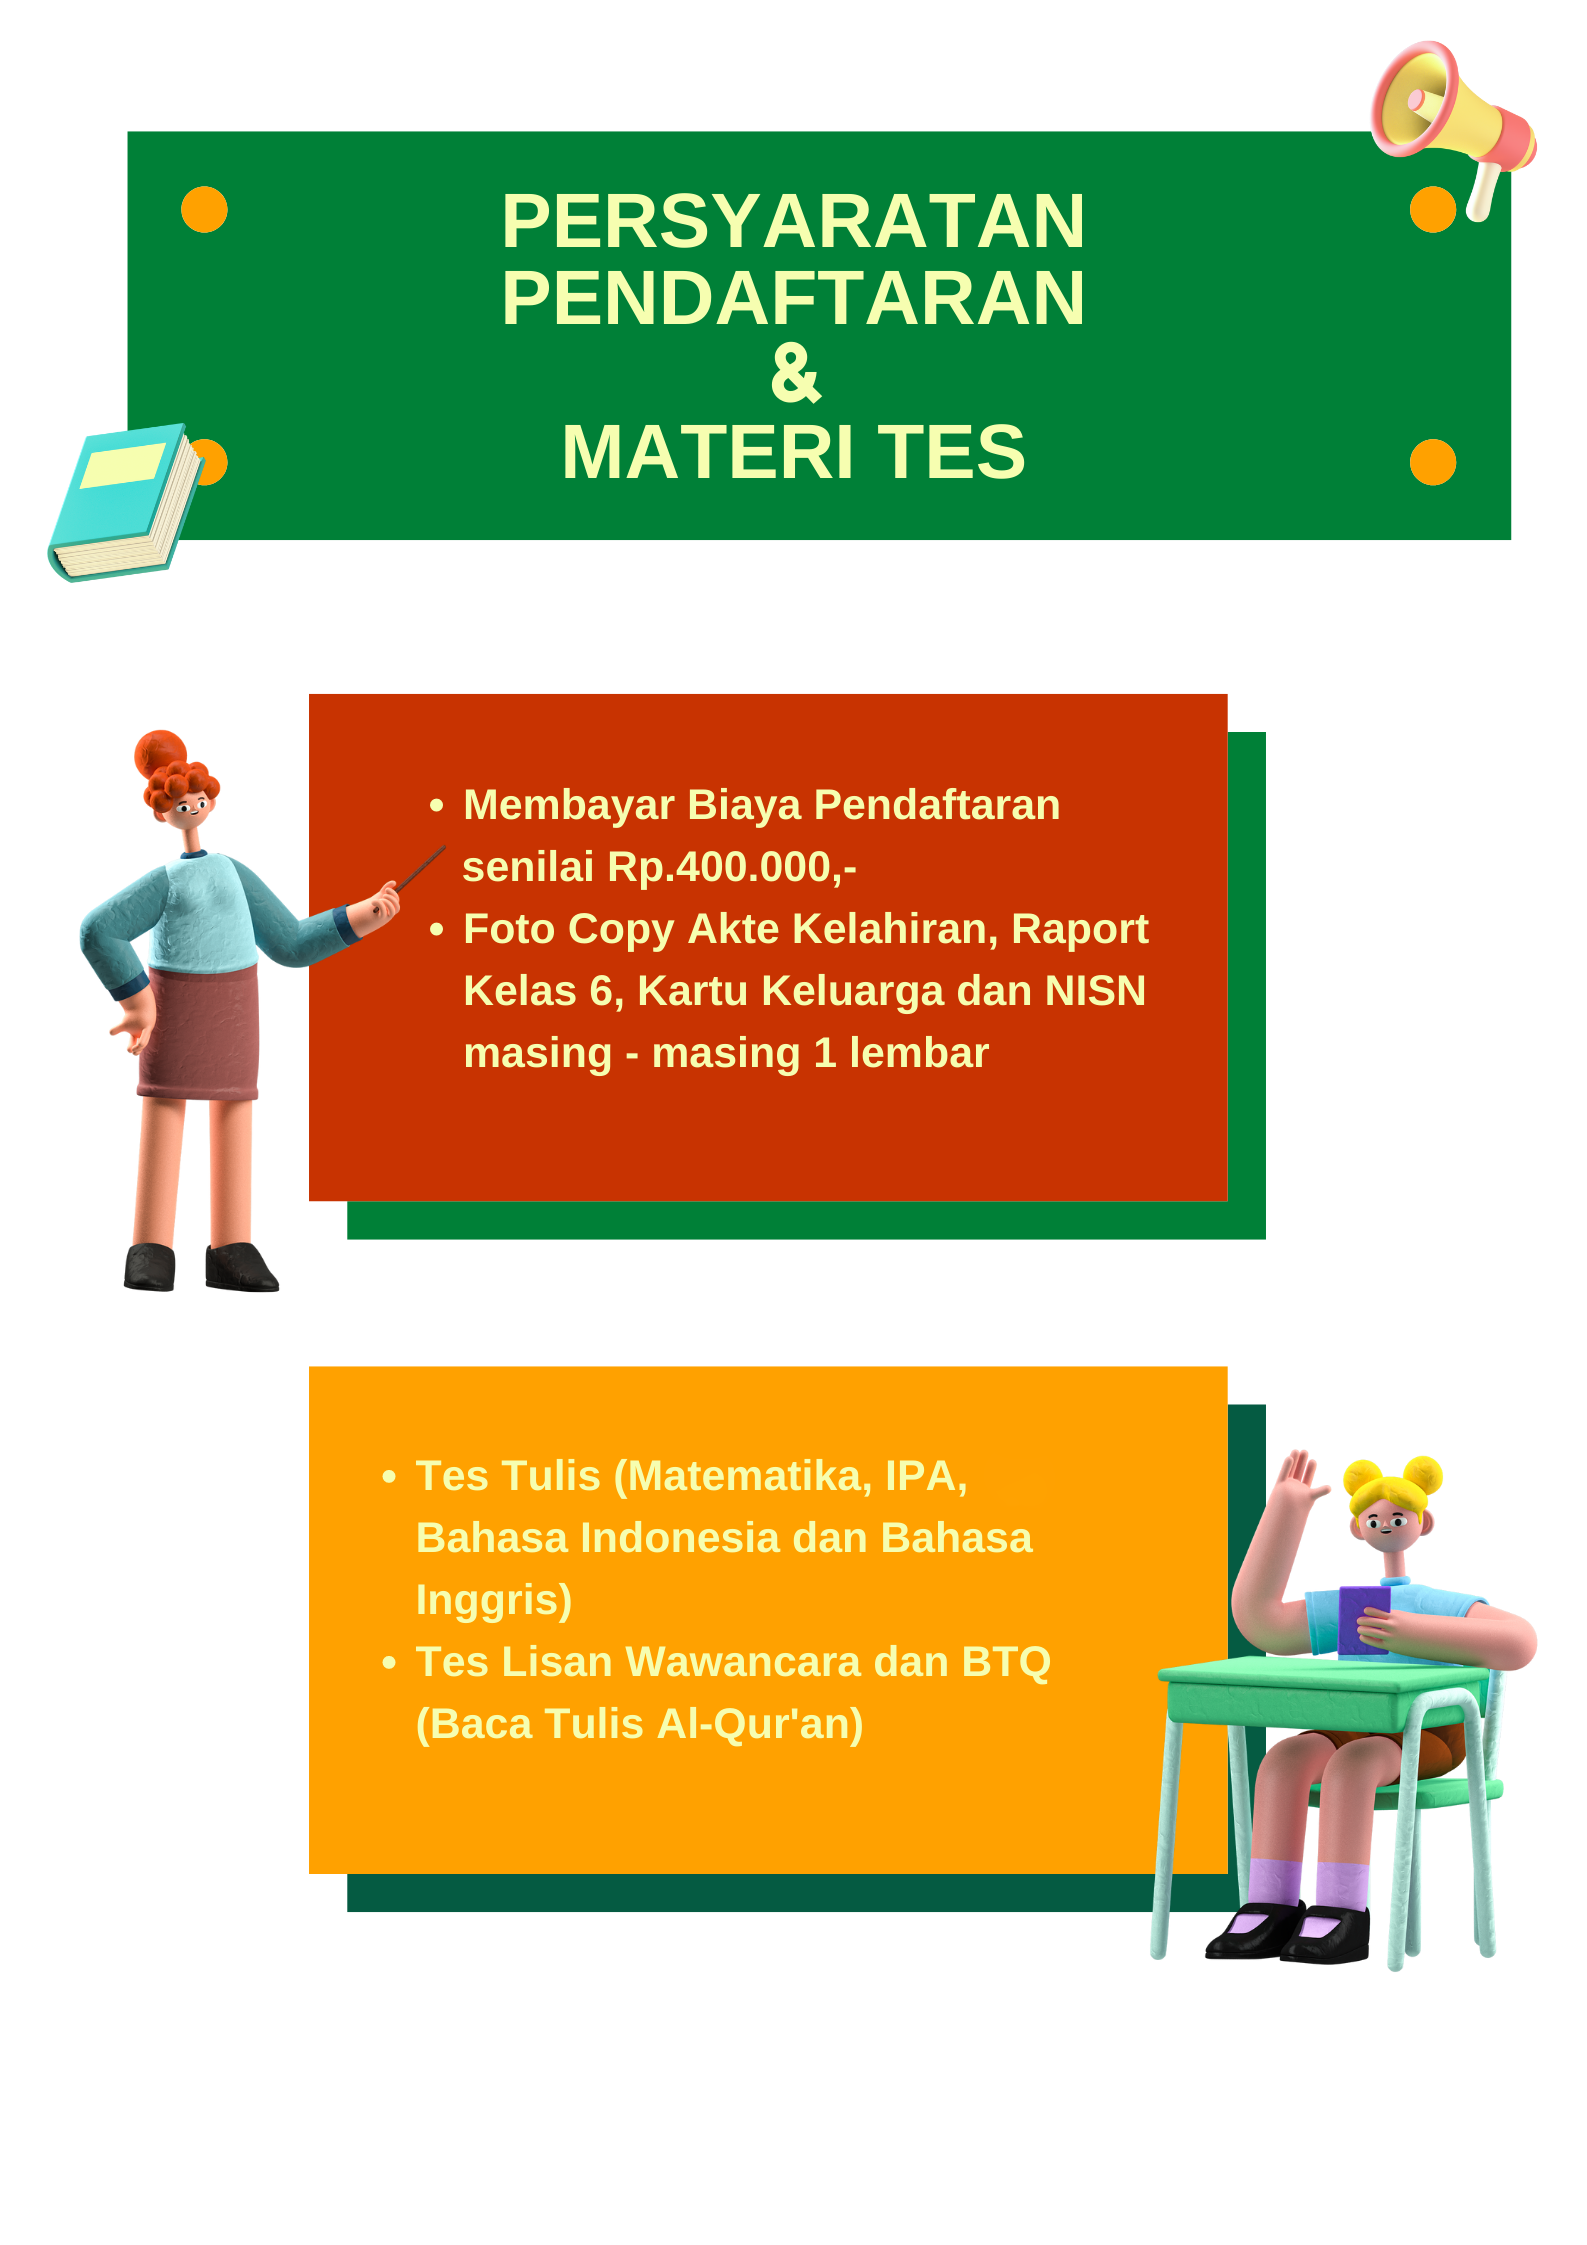 PERSYARATAN
PENDAFTARAN
&
MATERI TES
• Membayar Biaya Pendaftaran
senilai Rp.400.000,-
• Foto Copy Akte Kelahiran, Raport
Kelas 6, Kartu Keluarga dan NISN
masing - masing 1 lembar
• Tes Tulis (Matematika, IPA,
Bahasa Indonesia dan Bahasa
Inggris)
• Tes Lisan Wawancara dan BTQ
(Baca Tulis Al-Qur'an)